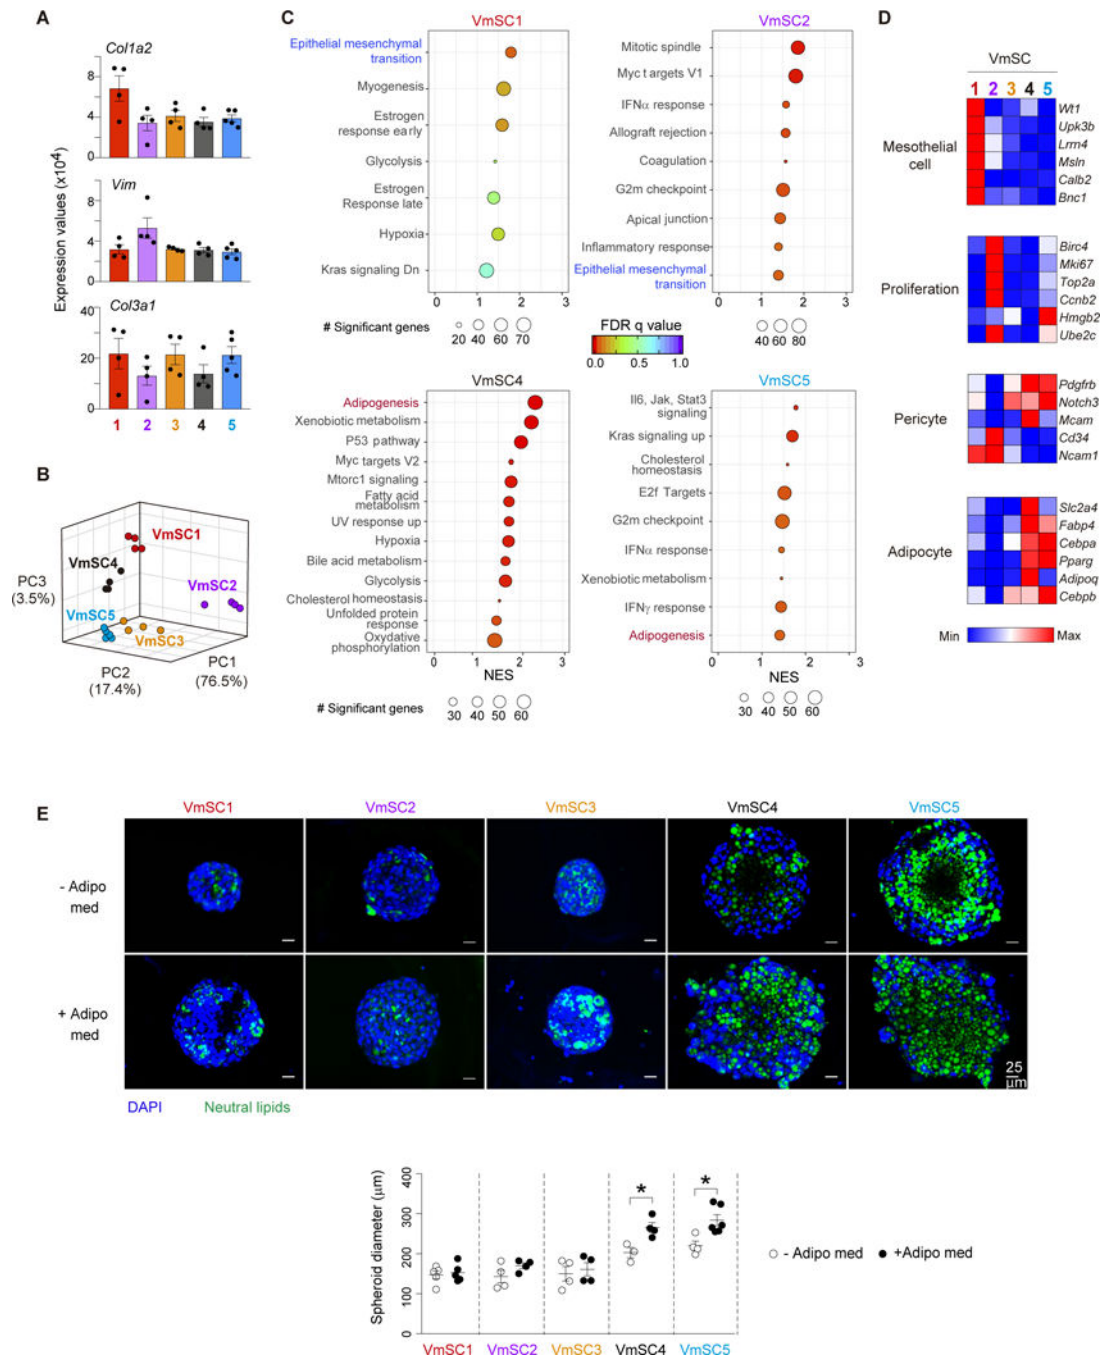 A
Col1a2
8
4
0
Vim
8
4
0
Col3a1
40
20
0
Expression values (x10⁴)
1 2 3 4 5
B
VmSC1
VmSC4
VmSC2
VmSC5
VmSC3
PC3
(3.5%)
PC2
(17.4%)
PC1
(76.5%)
C
VmSC1
Epithelial mesenchymal
transition
Myogenesis
Estrogen
response early
Glycolysis
Estrogen
Response late
Hypoxia
Kras signaling Dn
0 1 2 3
# Significant genes
20 40 60 70
VmSC2
Mitotic spindle
Myc t argets V1
IFNα response
Allograft rejection
Coagulation
G2m checkpoint
Apical junction
Inflammatory response
Epithelial mesenchymal
transition
0 1 2 3
40 60 80
FDR q value
0.0 0.5 1.0
VmSC4
Adipogenesis
Xenobiotic metabolism
P53 pathway
Myc targets V2
Mtorc1 signaling
Fatty acid
metabolism
UV response up
Hypoxia
Bile acid metabolism
Glycolysis
Cholesterol homeostasis
Unfolded protein
response
Oxydative
phosphorylation
0 1 2 3
NES
# Significant genes
30 40 50 60
VmSC5
Il6, Jak, Stat3
signaling
Kras signaling up
Cholesterol
homeostasis
E2f Targets
G2m checkpoint
IFNα response
Xenobiotic metabolism
IFNγ response
Adipogenesis
0 1 2 3
NES
30 40 50 60
D
VmSC
1 2 3 4 5
Mesothelial
cell
Wt1
Upk3b
Lrrn4
Msln
Calb2
Bnc1
Proliferation
Birc4
Mki67
Top2a
Ccnb2
Hmgb2
Ube2c
Pericyte
Pdgfrb
Notch3
Mcam
Cd34
Ncam1
Adipocyte
Slc2a4
Fabp4
Cebpa
Pparg
Adipoq
Cebpb
Min Max
E
VmSC1 VmSC2 VmSC3 VmSC4 VmSC5
- Adipo
med
+ Adipo
med
25
μm
DAPI Neutral lipids
Spheroid diameter (μm)
400
300
200
100
0
*
*
- Adipo med +Adipo med
VmSC1 VmSC2 VmSC3 VmSC4 VmSC5